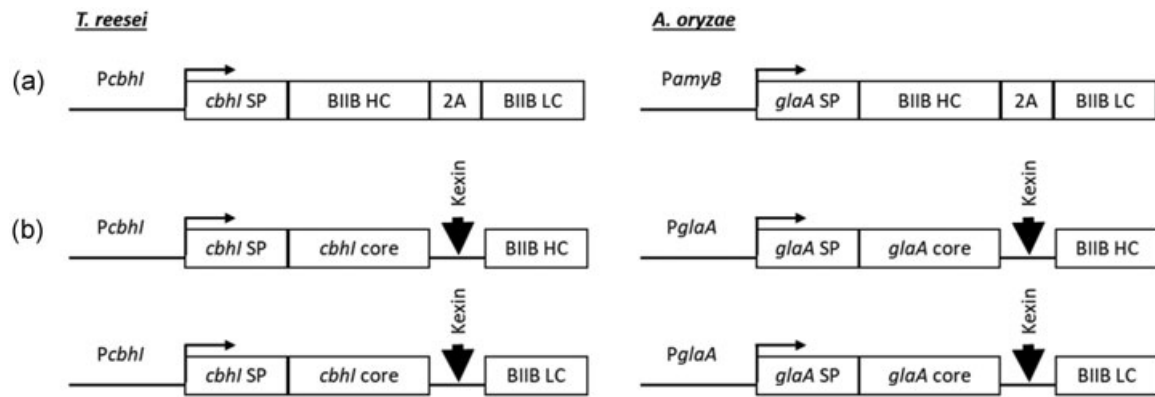 T. reesei A. oryzae
(a) PcbhI PamyB
cbhI SP BIIB HC 2A BIIB LC glaA SP BIIB HC 2A BIIB LC
Kexin Kexin
(b) PcbhI PglaA
cbhI SP cbhI core BIIB HC glaA SP glaA core BIIB HC
Kexin Kexin
PcbhI PglaA
cbhI SP cbhI core BIIB LC glaA SP glaA core BIIB LC